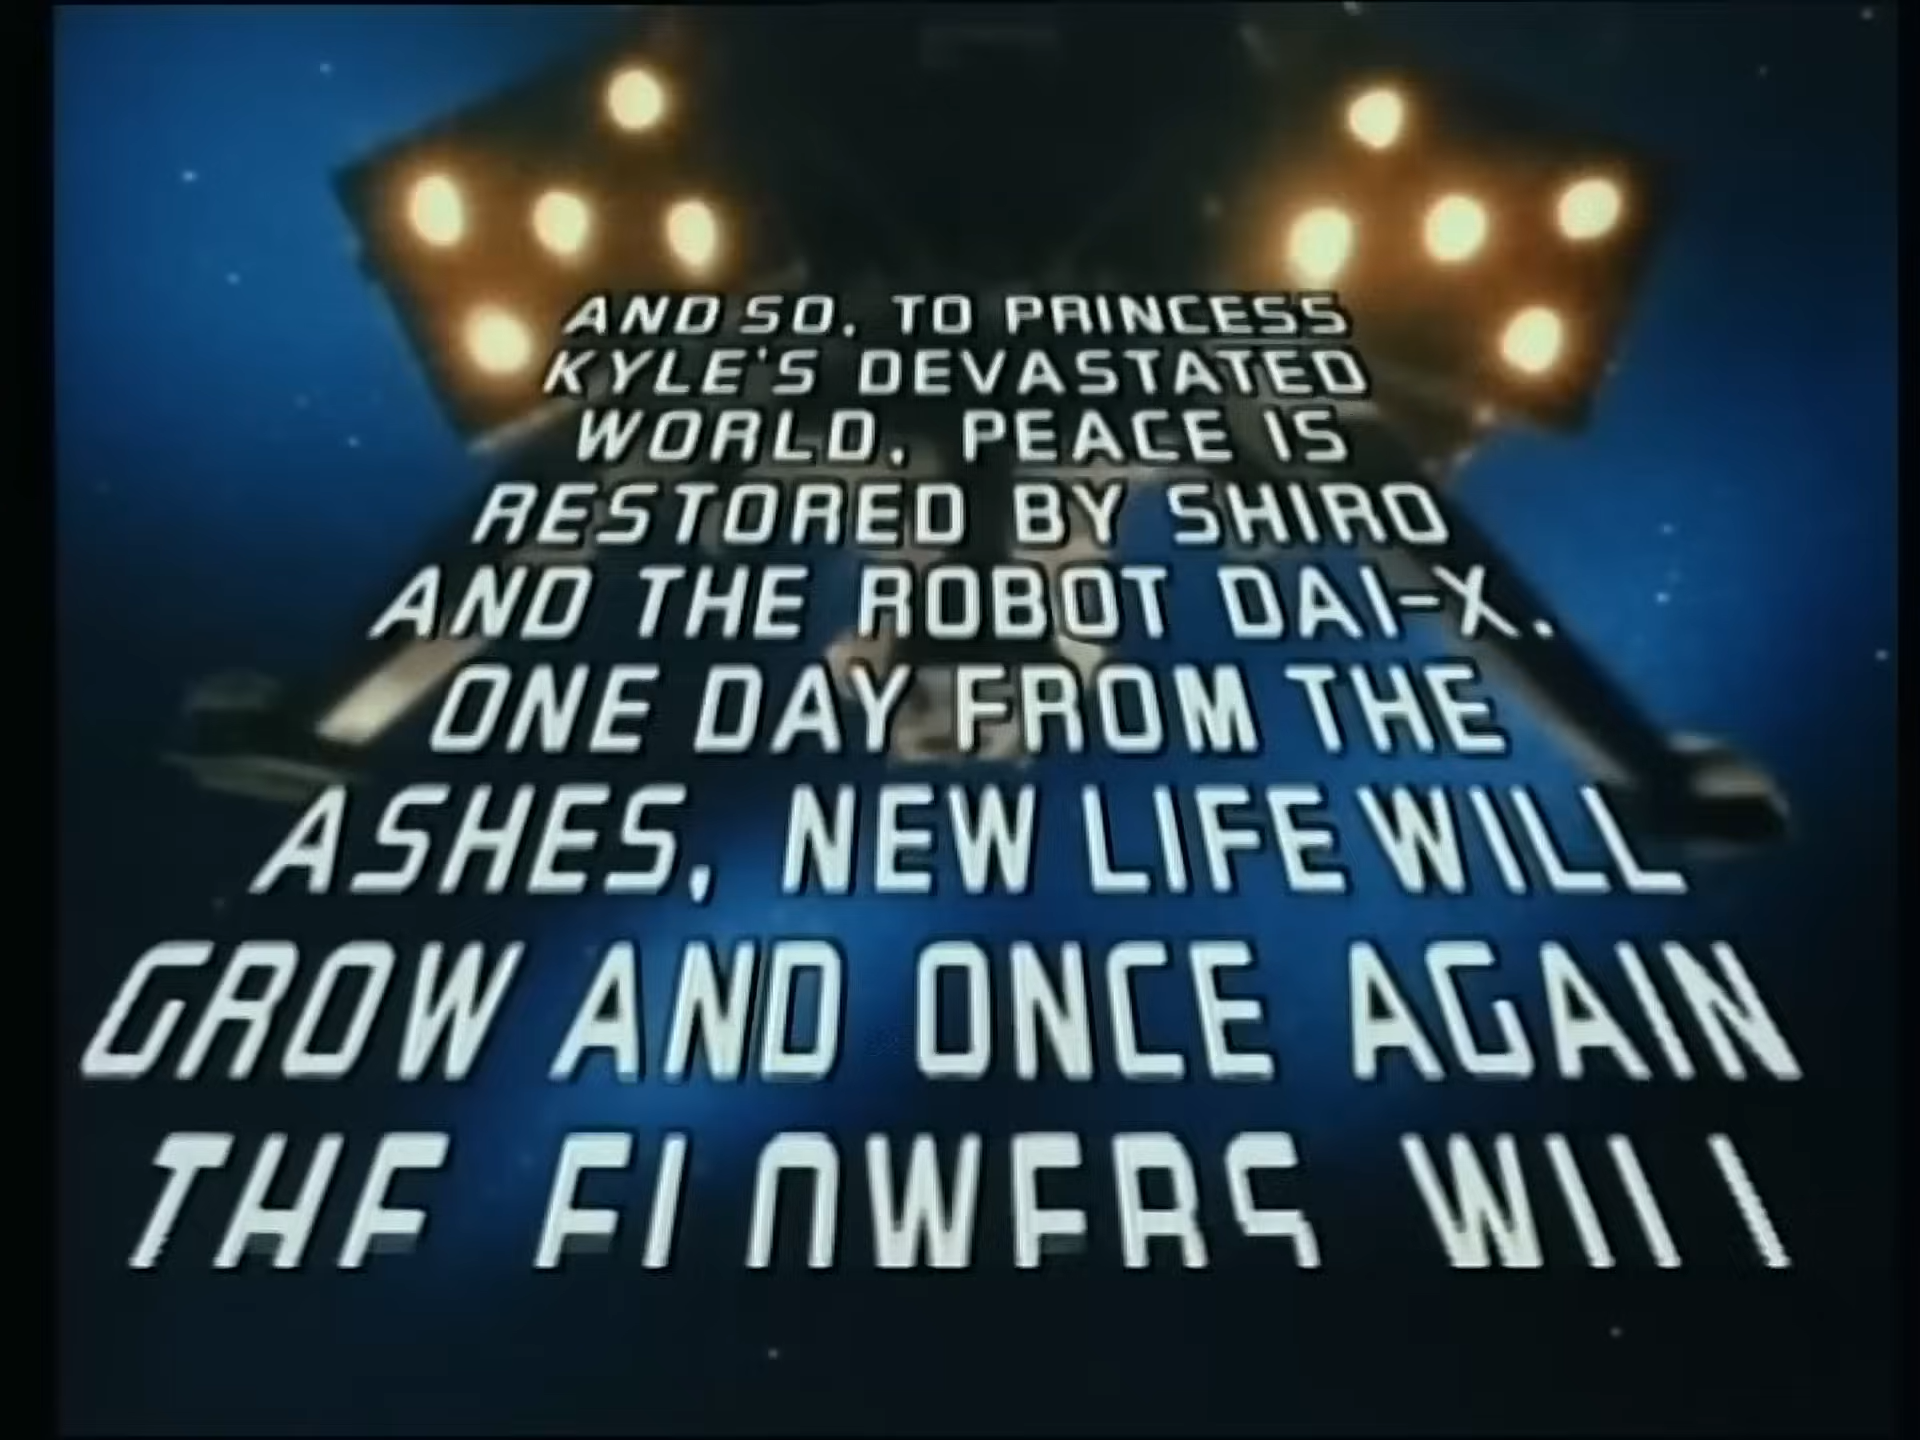 AND SO, TO PRINCESS
KYLE'S DEVASTATED
WORLD, PEACE IS
RESTORED BY SHIRO
AND THE ROBOT DAI-X.
ONE DAY FROM THE
ASHES, NEW LIFE WILL
GROW AND ONCE AGAIN
THE FLOWERS WILL